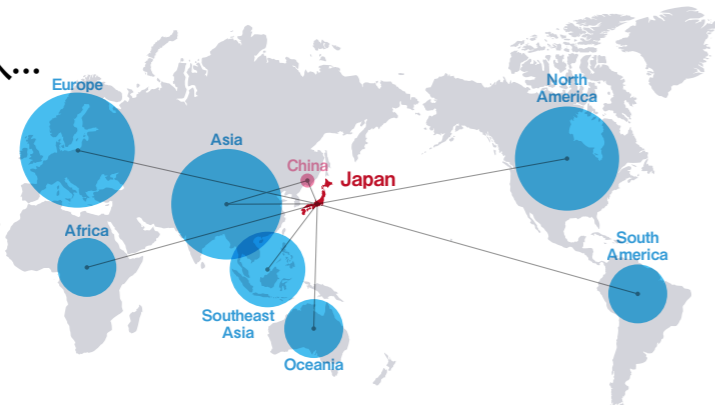 Europe
Asia
China
Japan
North
America
Africa
Southeast
Asia
Oceania
South
America